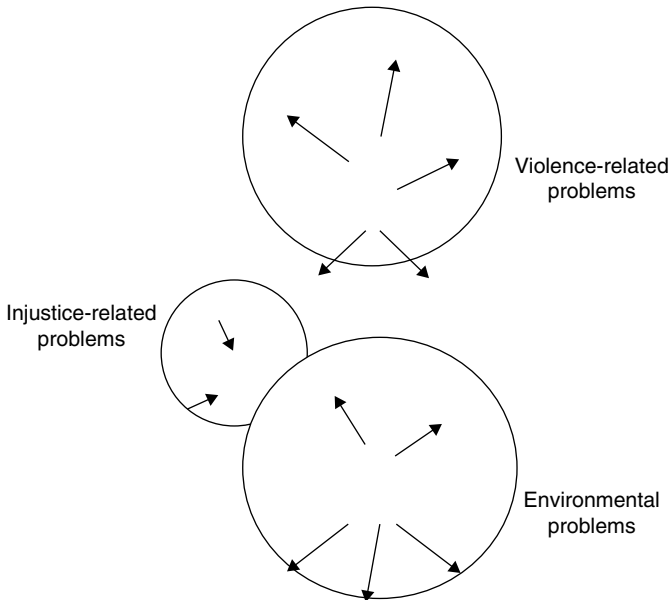 Violence-related
problems
Injustice-related
problems
Environmental
problems